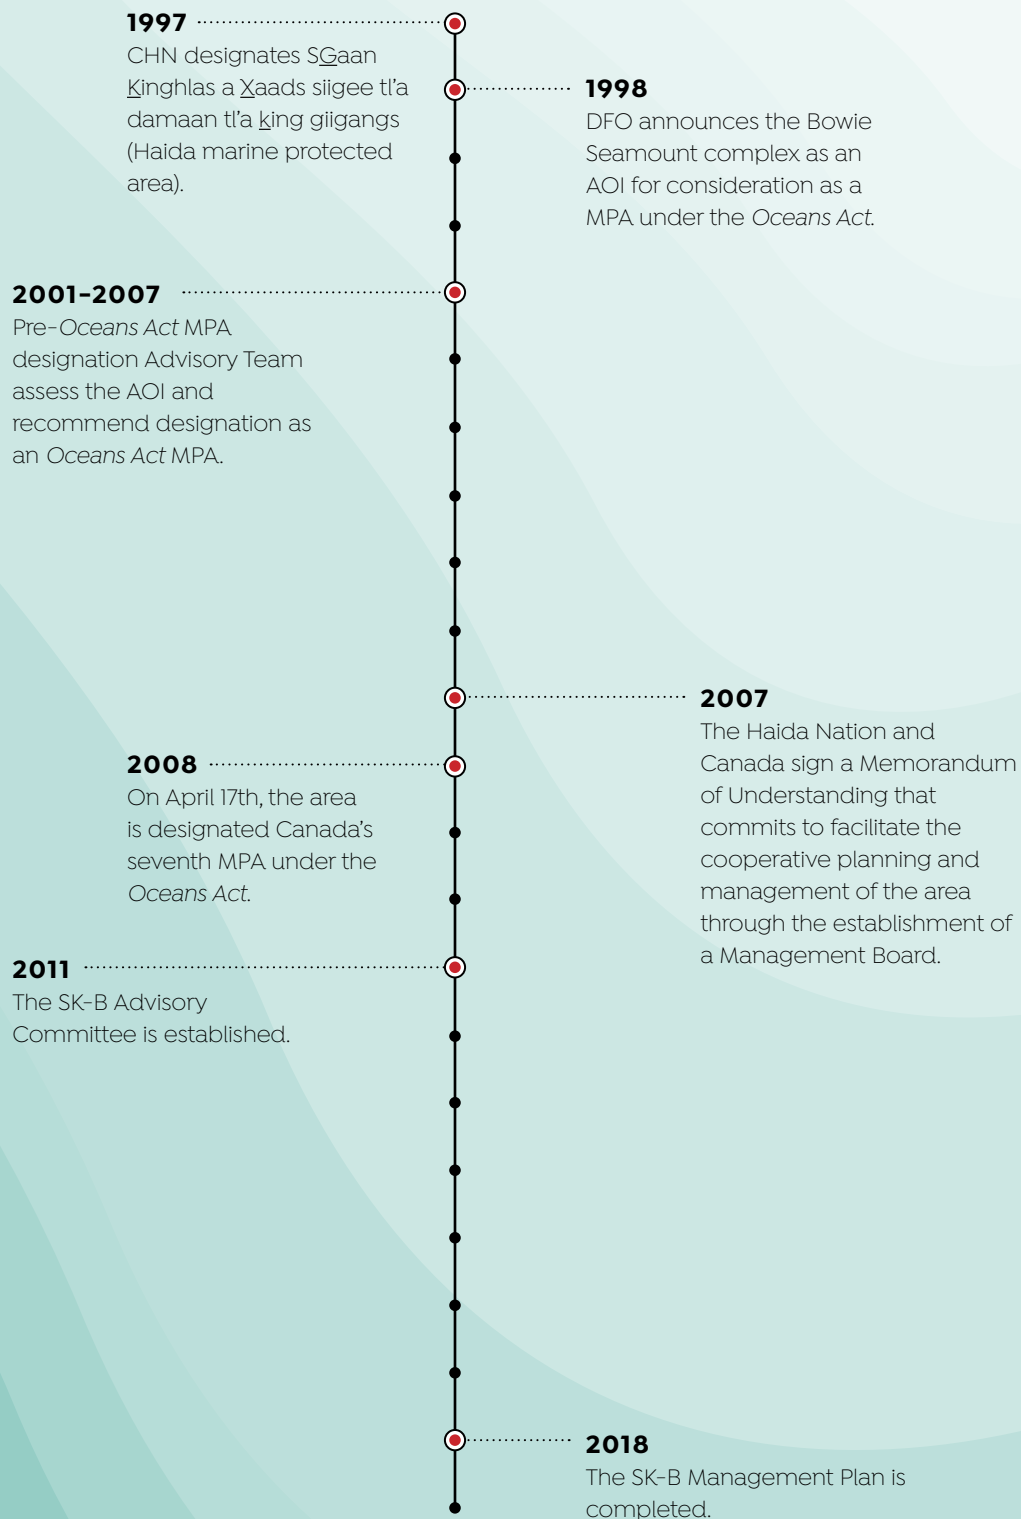 1997
CHN designates SGaan
Kinghlas a Xaads siigee tl'a
damaan tl'a king giigangs
(Haida marine protected
area).
1998
DFO announces the Bowie
Seamount complex as an
AOI for consideration as a
MPA under the Oceans Act.
2001-2007
Pre-Oceans Act MPA
designation Advisory Team
assess the AOI and
recommend designation as
an Oceans Act MPA.
2007
The Haida Nation and
Canada sign a Memorandum
of Understanding that
commits to facilitate the
cooperative planning and
management of the area
through the establishment of
a Management Board.
2008
On April 17th, the area
is designated Canada's
seventh MPA under the
Oceans Act.
2011
The SK-B Advisory
Committee is established.
2018
The SK-B Management Plan is
completed.